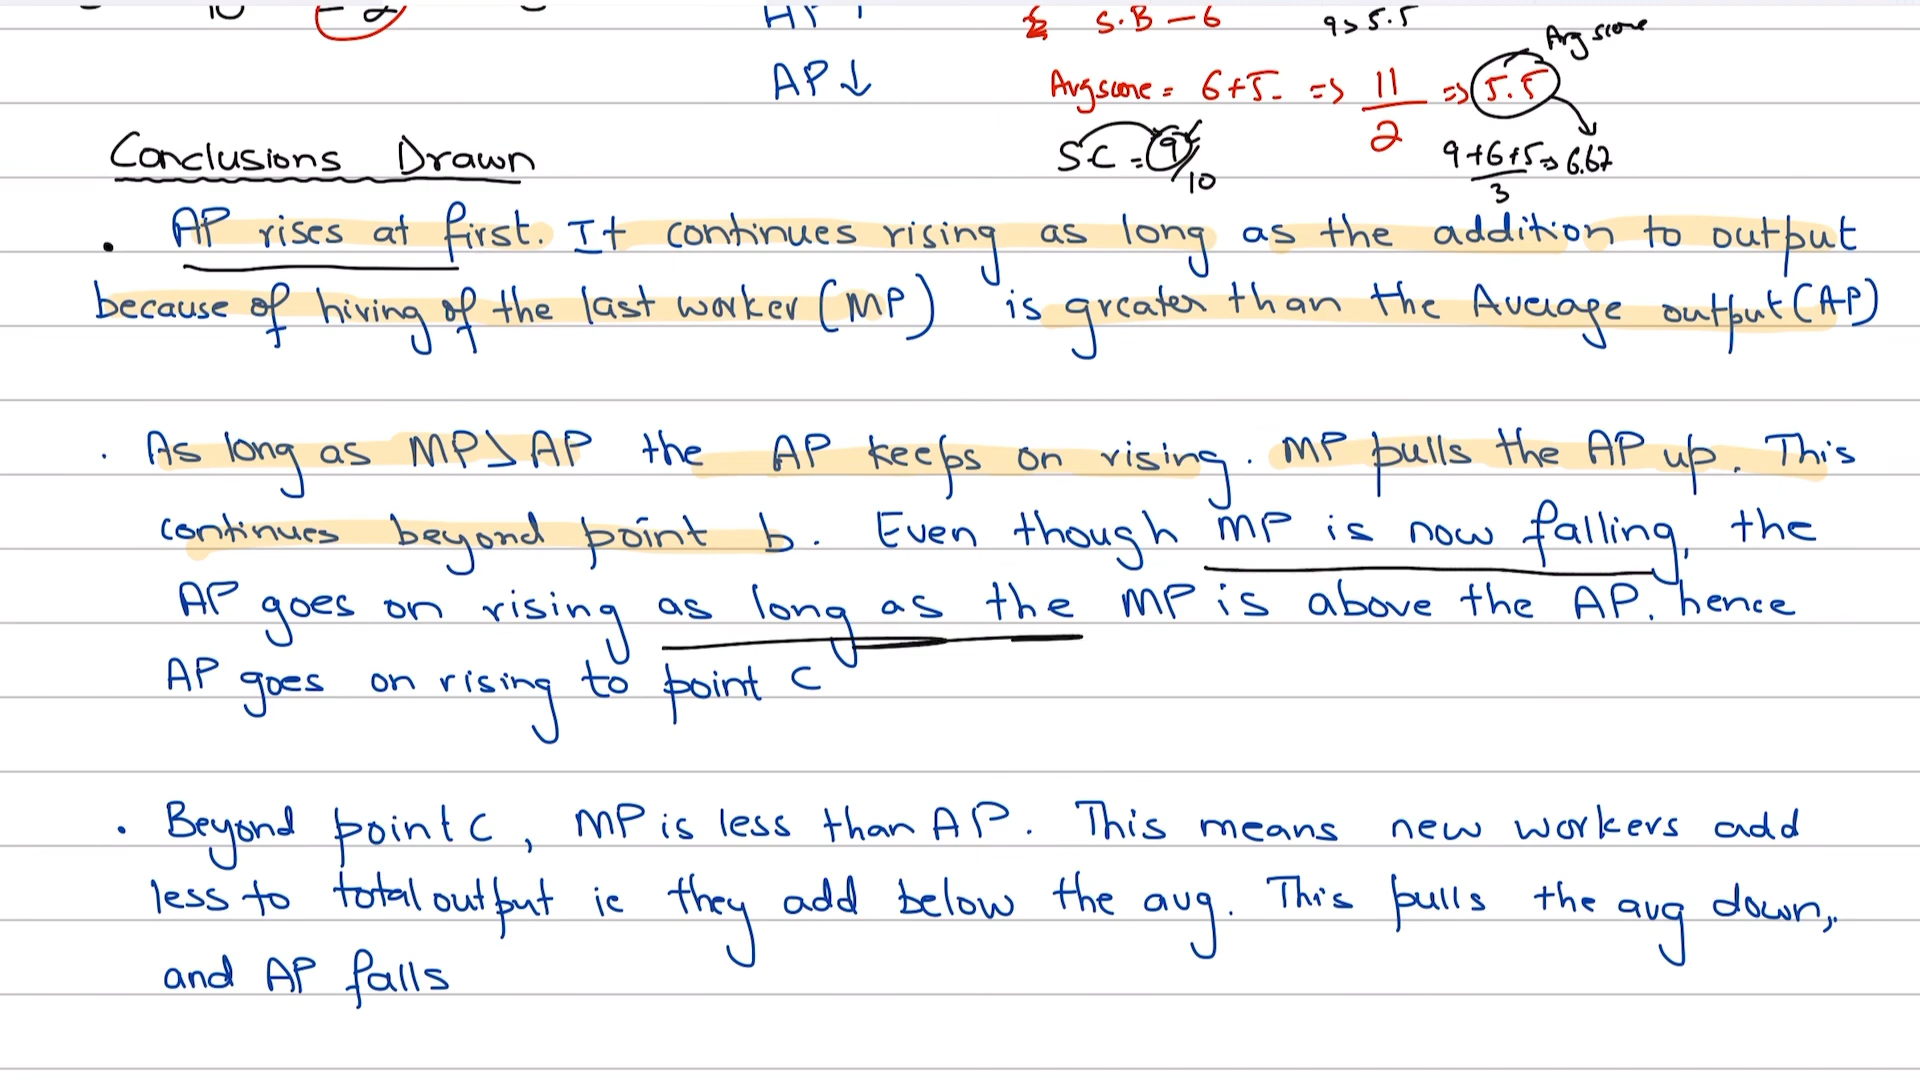 AP ↓
S.B - 6
9 > 5.5
Avg score
Avg score = 6+5 => 11/2 => 5.5
SC = 9/10
9+6+5/3 => 6.67
Conclusions Drawn
. AP rises at first. It continues rising as long as the addition to output
because of hiring of the last worker (MP) is greater than the Average output (AP)
. As long as MP > AP the AP keeps on rising. MP pulls the AP up. This
continues beyond point b. Even though MP is now falling, the
AP goes on rising as long as the MP is above the AP. hence
AP goes on rising to point C
. Beyond point C, MP is less than AP. This means new workers add
less to total output ie they add below the avg. This pulls the avg down,
and AP falls